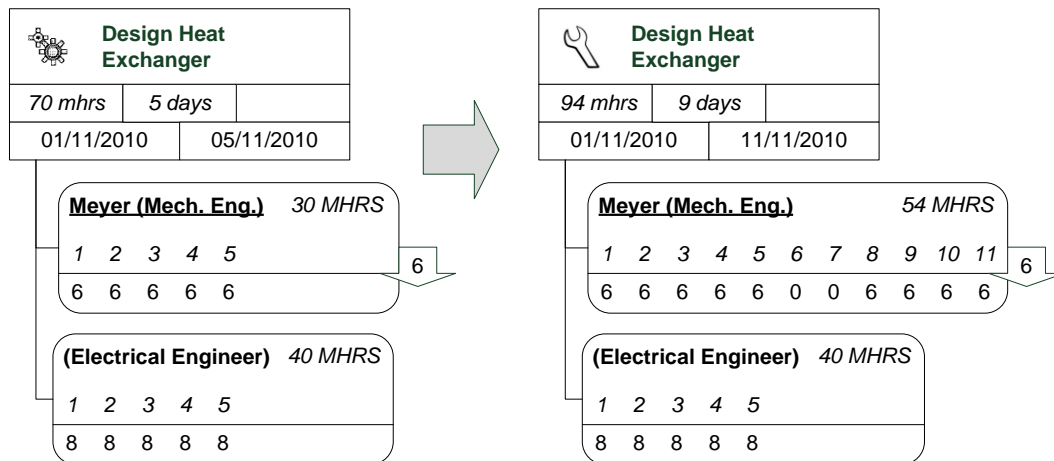 Design Heat
Exchanger
70 mhrs 5 days
01/11/2010 05/11/2010
Meyer (Mech. Eng.) 30 MHRS
1 2 3 4 5
6 6 6 6 6
6
(Electrical Engineer) 40 MHRS
1 2 3 4 5
8 8 8 8 8
Design Heat
Exchanger
94 mhrs 9 days
01/11/2010 11/11/2010
Meyer (Mech. Eng.) 54 MHRS
1 2 3 4 5 6 7 8 9 10 11
6 6 6 6 6 0 0 6 6 6 6
6
(Electrical Engineer) 40 MHRS
1 2 3 4 5
8 8 8 8 8